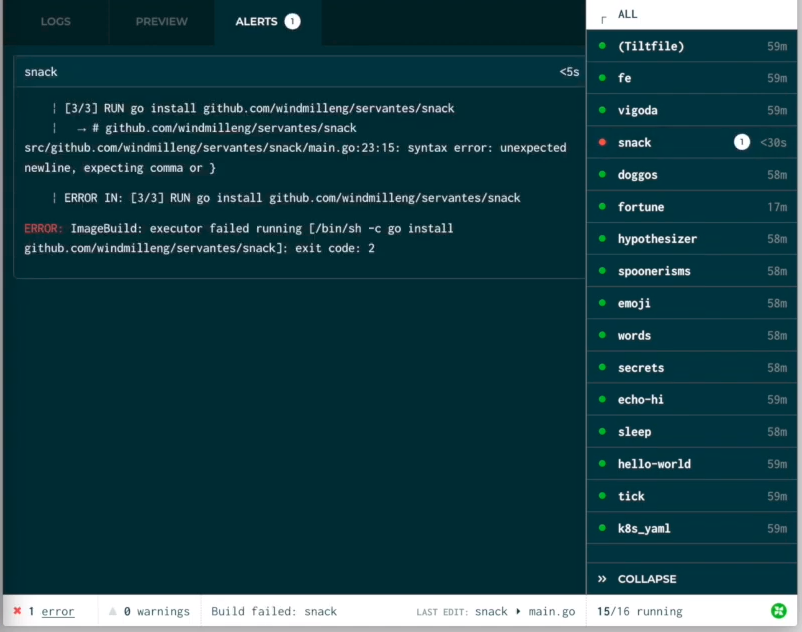 LOGS PREVIEW ALERTS 1
snack <5s
| [3/3] RUN go install github.com/windmilleng/servantes/snack
| → # github.com/windmilleng/servantes/snack
src/github.com/windmilleng/servantes/snack/main.go:23:15: syntax error: unexpected
newline, expecting comma or }
| ERROR IN: [3/3] RUN go install github.com/windmilleng/servantes/snack
ERROR: ImageBuild: executor failed running [/bin/sh -c go install
github.com/windmilleng/servantes/snack]: exit code: 2
ALL
(Tiltfile) 59m
fe 59m
vigoda 59m
snack 1 <30s
doggos 58m
fortune 17m
hypothesizer 58m
spoonerisms 58m
emoji 58m
words 58m
secrets 58m
echo-hi 59m
sleep 58m
hello-world 59m
tick 59m
k8s_yaml 59m
» COLLAPSE
✖ 1 error ▲ 0 warnings Build failed: snack LAST EDIT: snack ‣ main.go 15/16 running